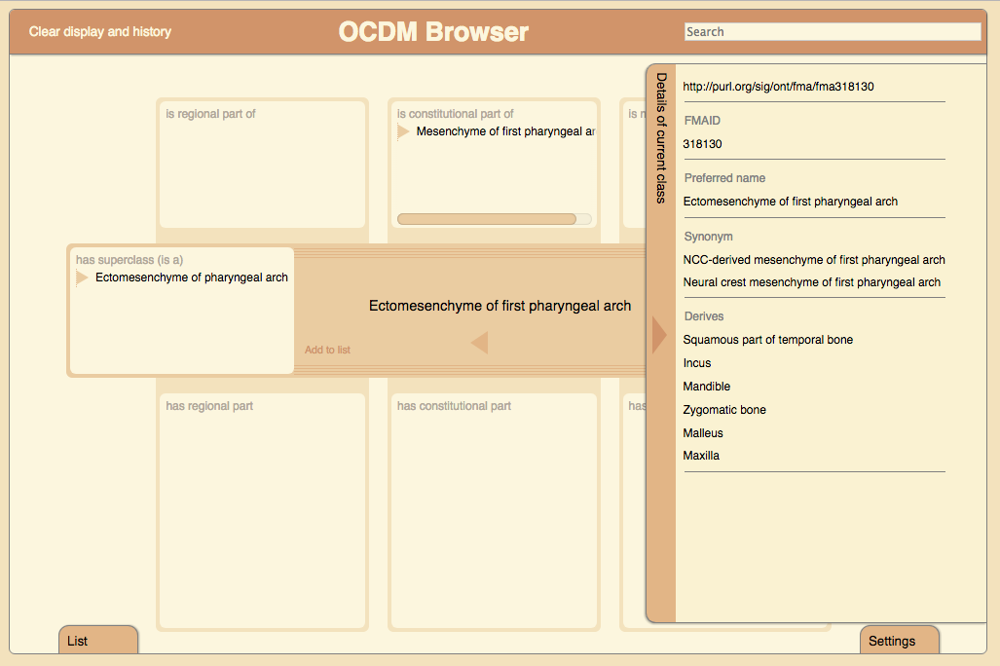 Clear display and history
OCDM Browser
Search
is regional part of
is constitutional part of
Mesenchyme of first pharyngeal ar
is m
has superclass (is a)
Ectomesenchyme of pharyngeal arch
Ectomesenchyme of first pharyngeal arch
Add to list
has regional part
has constitutional part
has
Details of current class
http://purl.org/sig/ont/fma/fma318130
FMAID
318130
Preferred name
Ectomesenchyme of first pharyngeal arch
Synonym
NCC-derived mesenchyme of first pharyngeal arch
Neural crest mesenchyme of first pharyngeal arch
Derives
Squamous part of temporal bone
Incus
Mandible
Zygomatic bone
Malleus
Maxilla
List
Settings